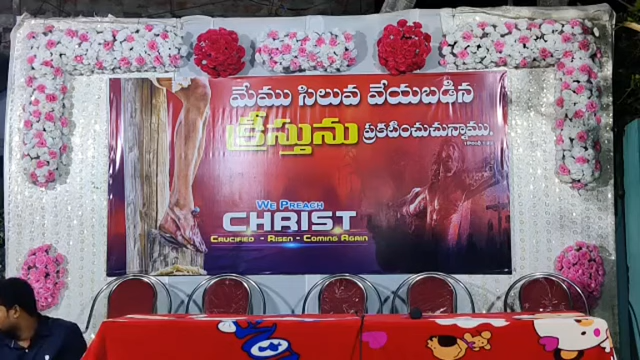 మేము సిలువ వేయబడిన
క్రీస్తును ప్రకటించుచున్నాము.
WE PREACH
CHRIST
CRUCIFIED - RISEN - COMING AGAIN